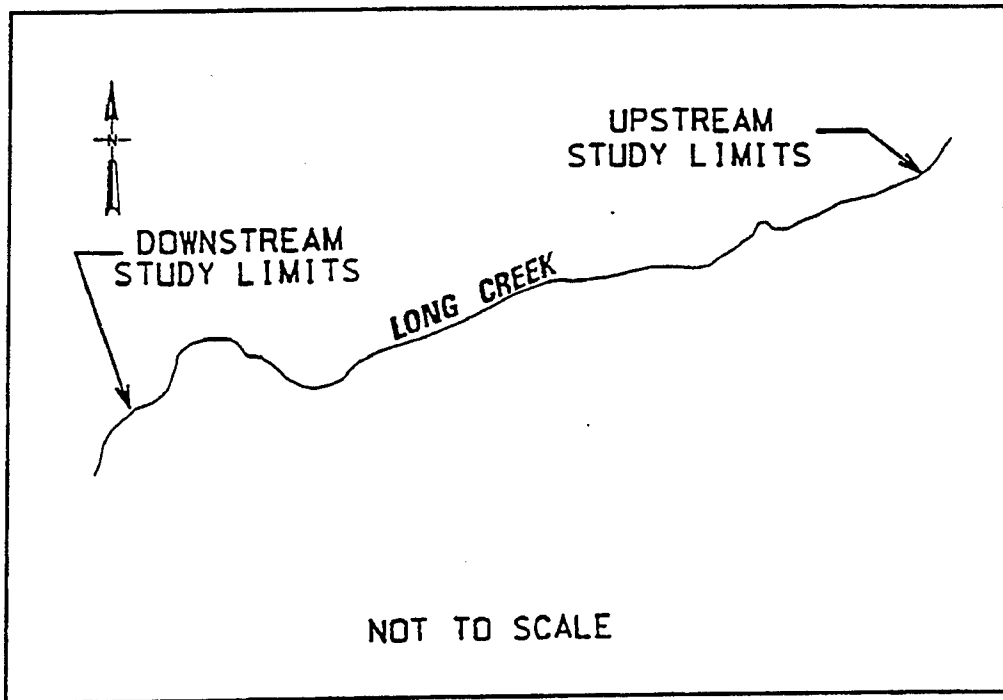 N
UPSTREAM
STUDY LIMITS
DOWNSTREAM
STUDY LIMITS
LONG CREEK
NOT TO SCALE